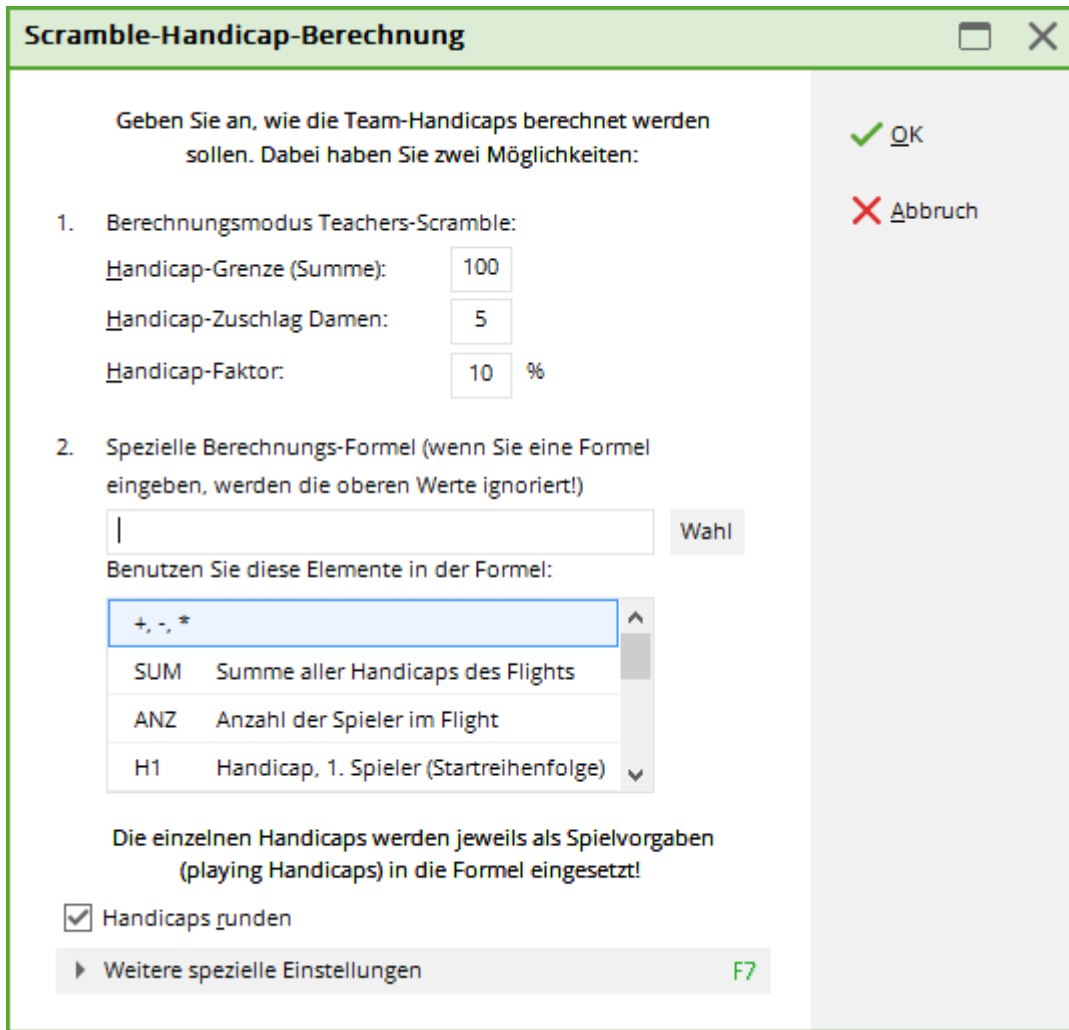 Scramble-Handicap-Berechnung
Geben Sie an, wie die Team-Handicaps berechnet werden
sollen. Dabei haben Sie zwei Möglichkeiten:
OK
Abbruch
1. Berechnungsmodus Teachers-Scramble:
Handicap-Grenze (Summe): 100
Handicap-Zuschlag Damen: 5
Handicap-Faktor: 10 %
2. Spezielle Berechnungs-Formel (wenn Sie eine Formel
eingeben, werden die oberen Werte ignoriert!)
Wahl
Benutzen Sie diese Elemente in der Formel:
+, -, *
SUM Summe aller Handicaps des Flights
ANZ Anzahl der Spieler im Flight
H1 Handicap, 1. Spieler (Startreihenfolge)
Die einzelnen Handicaps werden jeweils als Spielvorgaben
(playing Handicaps) in die Formel eingesetzt!
Handicaps runden
Weitere spezielle Einstellungen F7